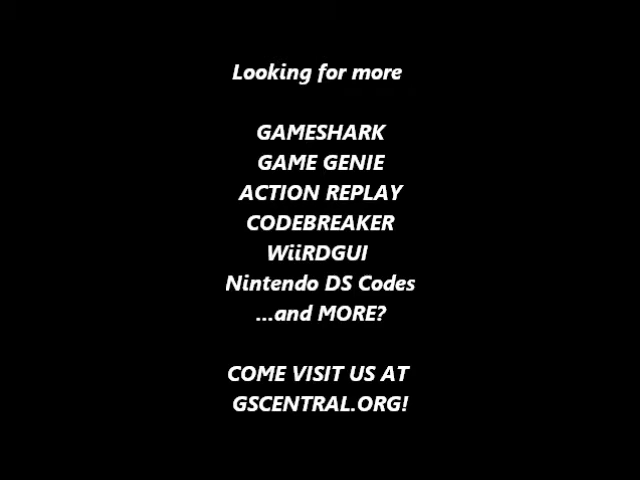 Looking for more
GAMESHARK
GAME GENIE
ACTION REPLAY
CODEBREAKER
WiiRDGUI
Nintendo DS Codes
...and MORE?
COME VISIT US AT
GSCENTRAL.ORG!